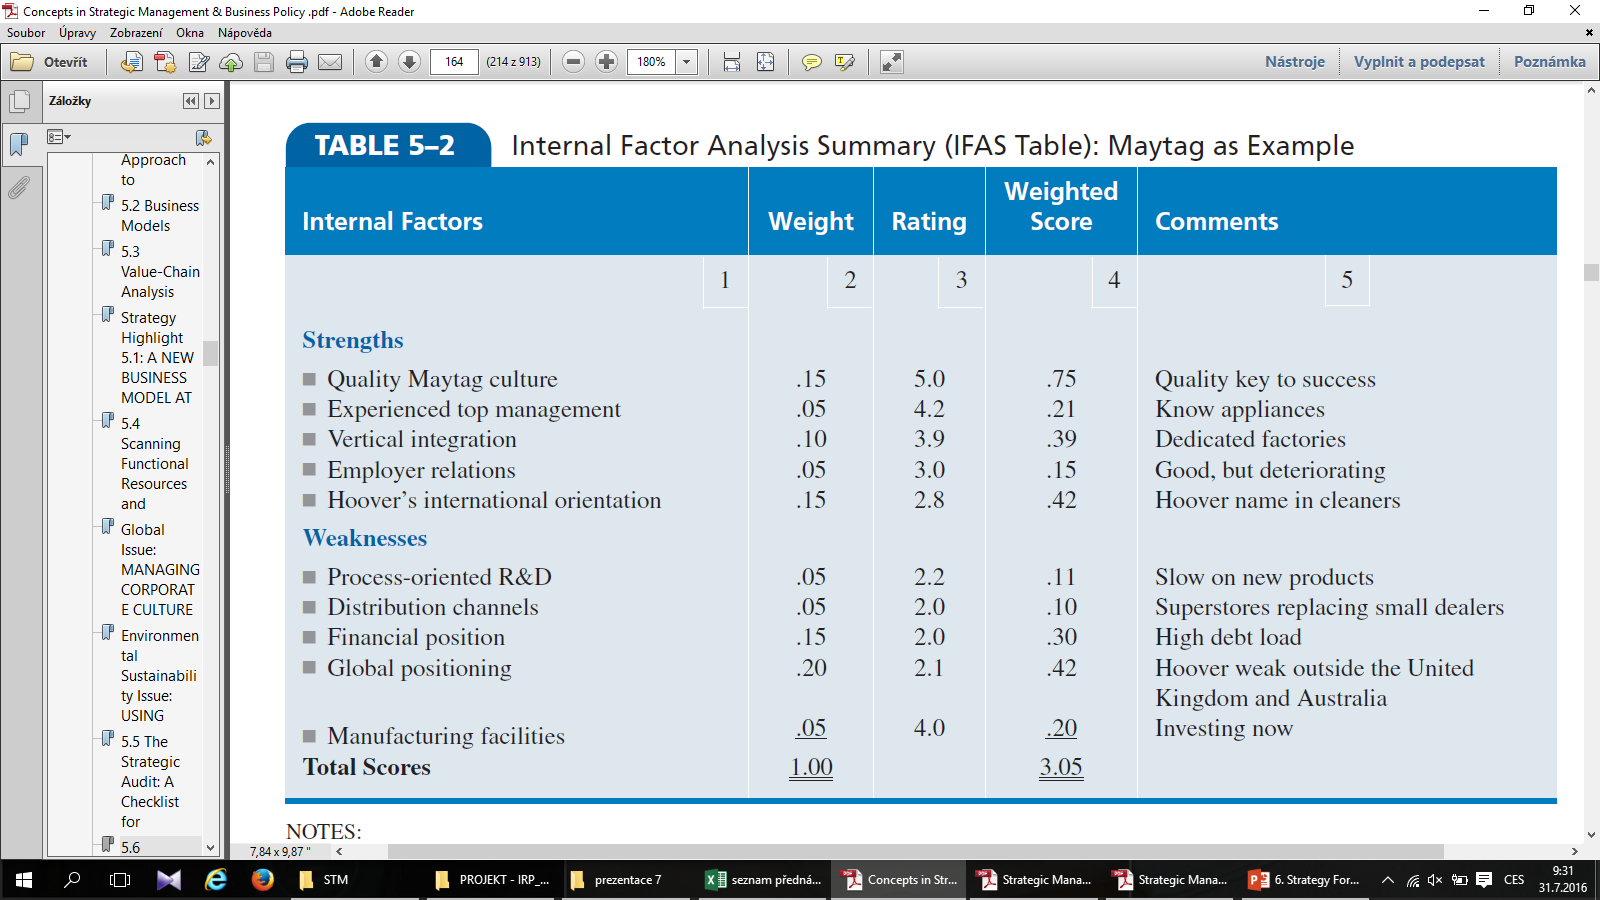 Concepts in Strategic Management & Business Policy .pdf - Adobe Reader
Soubor Úpravy Zobrazení Okna Nápověda
Otevřít 164 (214 z 913) 180% Nástroje Vyplnit a podepsat Poznámka
Záložky
Approach
to
5.2 Business
Models
5.3
Value-Chain
Analysis
Strategy
Highlight
5.1: A NEW
BUSINESS
MODEL AT
5.4
Scanning
Functional
Resources
and
Global
Issue:
MANAGING
CORPORAT
E CULTURE
Environmen
tal
Sustainabili
ty Issue:
USING
5.5 The
Strategic
Audit: A
Checklist
for
5.6
TABLE 5–2 Internal Factor Analysis Summary (IFAS Table): Maytag as Example
Internal Factors Weight Rating Weighted Score Comments
1 2 3 4 5
Strengths
■ Quality Maytag culture .15 5.0 .75 Quality key to success
■ Experienced top management .05 4.2 .21 Know appliances
■ Vertical integration .10 3.9 .39 Dedicated factories
■ Employer relations .05 3.0 .15 Good, but deteriorating
■ Hoover’s international orientation .15 2.8 .42 Hoover name in cleaners
Weaknesses
■ Process-oriented R&D .05 2.2 .11 Slow on new products
■ Distribution channels .05 2.0 .10 Superstores replacing small dealers
■ Financial position .15 2.0 .30 High debt load
■ Global positioning .20 2.1 .42 Hoover weak outside the United
Kingdom and Australia
■ Manufacturing facilities .05 4.0 .20 Investing now
Total Scores 1.00 3.05
NOTES:
7,84 x 9,87 "
STM PROJEKT - IRP_... prezentace 7 seznam předná... Concepts in Str... Strategic Mana... Strategic Mana... 6. Strategy For... CES 9:31
31.7.2016